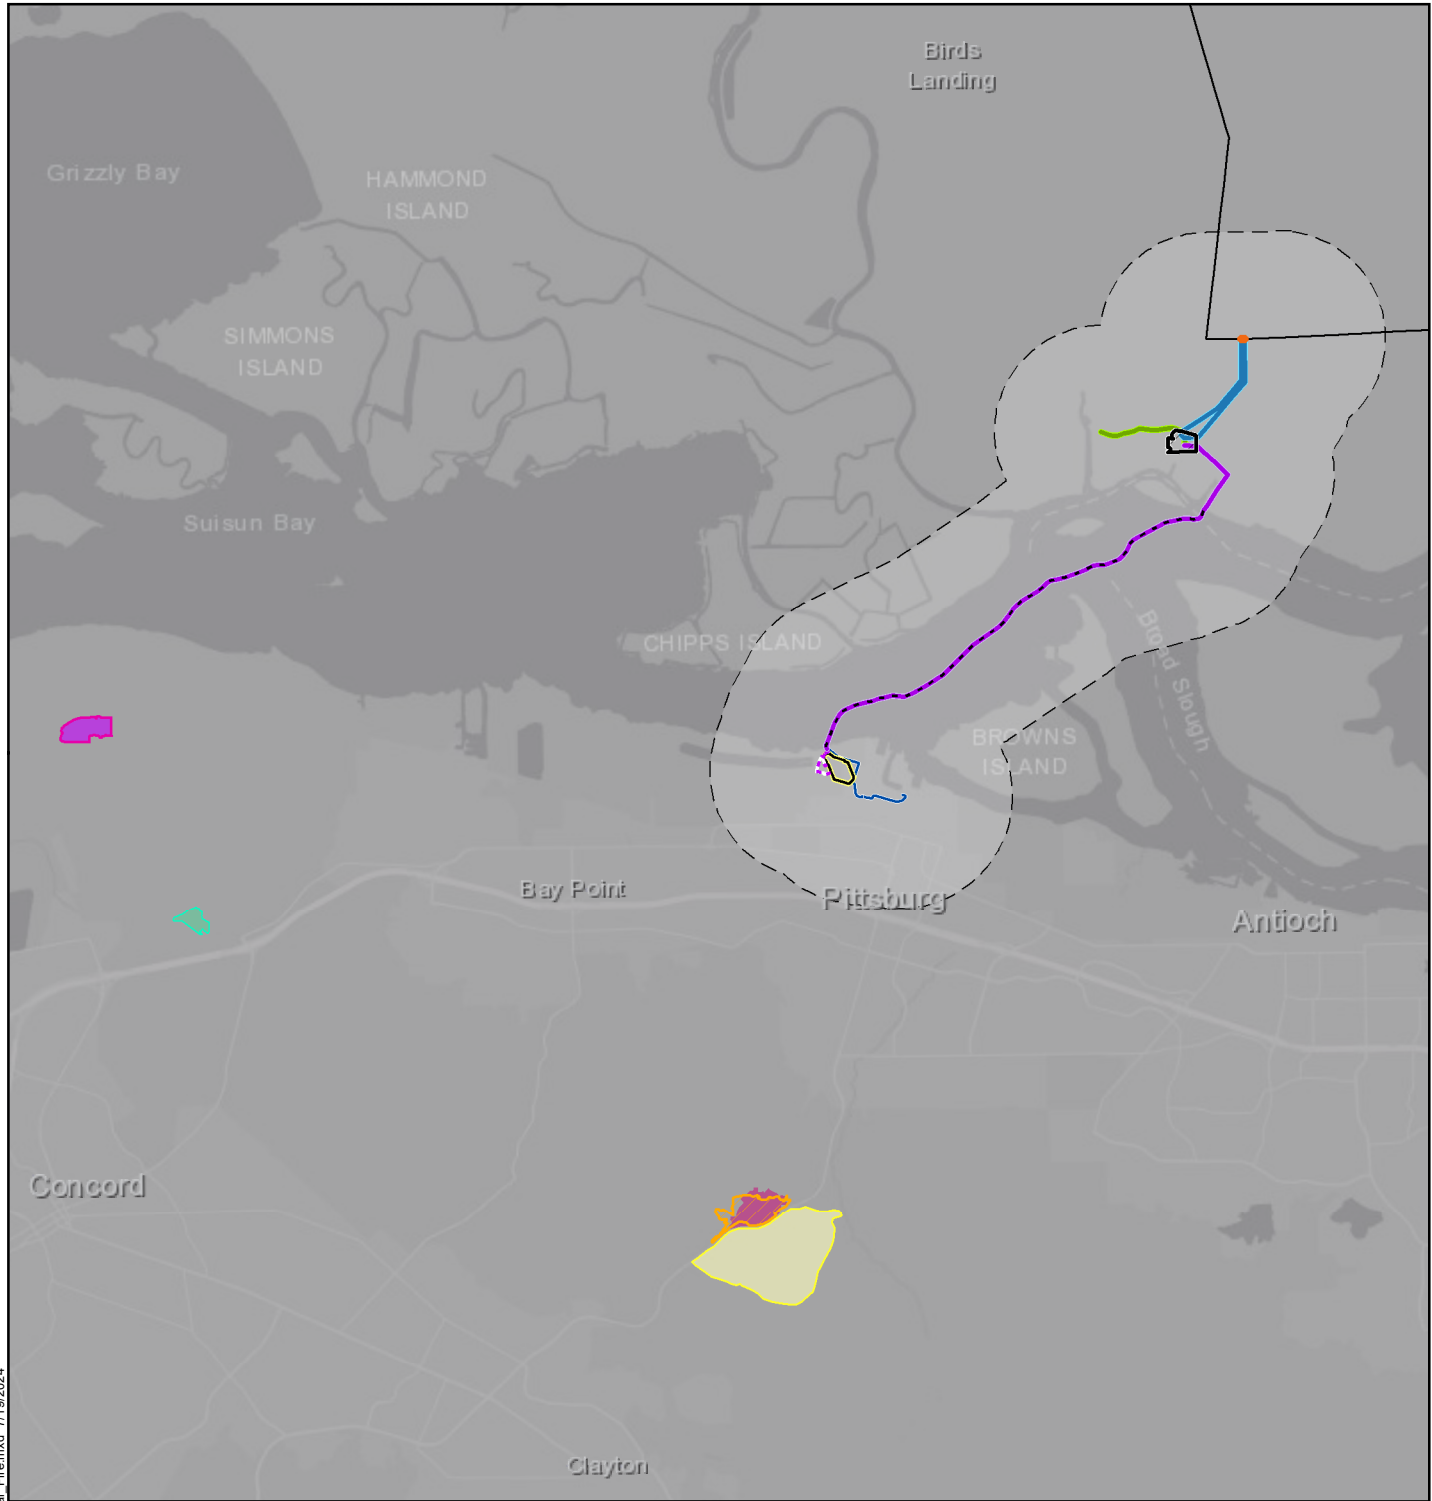 Birds
Landing
Grizzly Bay
HAMMOND
ISLAND
SIMMONS
ISLAND
Suisun Bay
CHIPPS ISLAND
Broad Slough
BROWNS
ISLAND
Bay Point
Pittsburg
Antioch
Concord
Clayton